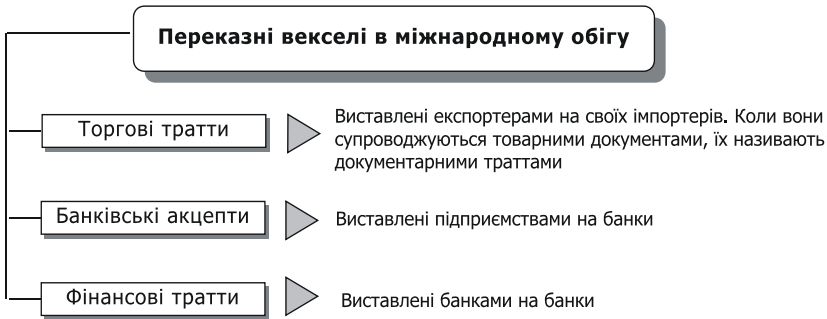 Переказні векселі в міжнародному обігу
Торгові тратти
Виставлені експортерами на своїх імпортерів. Коли вони
супроводжуються товарними документами, їх називають
документарними траттами
Банківські акцепти
Виставлені підприємствами на банки
Фінансові тратти
Виставлені банками на банки